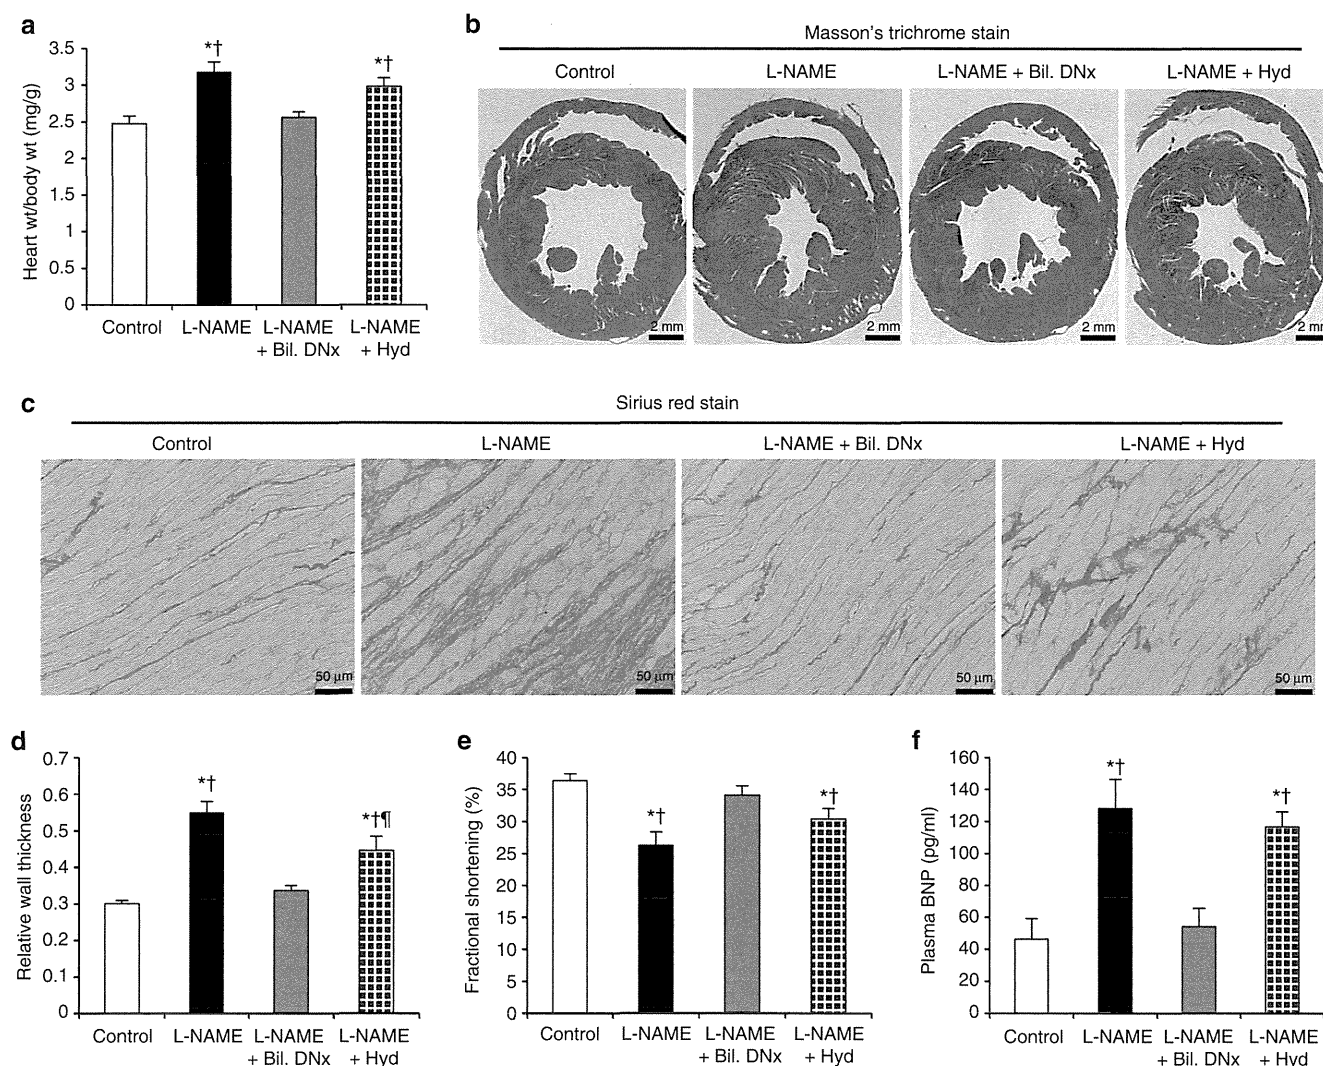 a
Heart wt/body wt (mg/g)
3.5
3
2.5
2
1.5
1
0.5
0
*†
*†
Control
L-NAME
L-NAME
+ Bil. DNx
L-NAME
+ Hyd
b
Masson's trichrome stain
Control
L-NAME
L-NAME + Bil. DNx
L-NAME + Hyd
2 mm
2 mm
2 mm
2 mm
c
Sirius red stain
Control
L-NAME
L-NAME + Bil. DNx
L-NAME + Hyd
50 µm
50 µm
50 µm
50 µm
d
Relative wall thickness
0.7
0.6
0.5
0.4
0.3
0.2
0.1
0
*†
*†¶
Control
L-NAME
L-NAME
+ Bil. DNx
L-NAME
+ Hyd
e
Fractional shortening (%)
40
35
30
25
20
15
10
5
0
*†
*†
Control
L-NAME
L-NAME
+ Bil. DNx
L-NAME
+ Hyd
f
Plasma BNP (pg/ml)
160
140
120
100
80
60
40
20
0
*†
*†
Control
L-NAME
L-NAME
+ Bil. DNx
L-NAME
+ Hyd